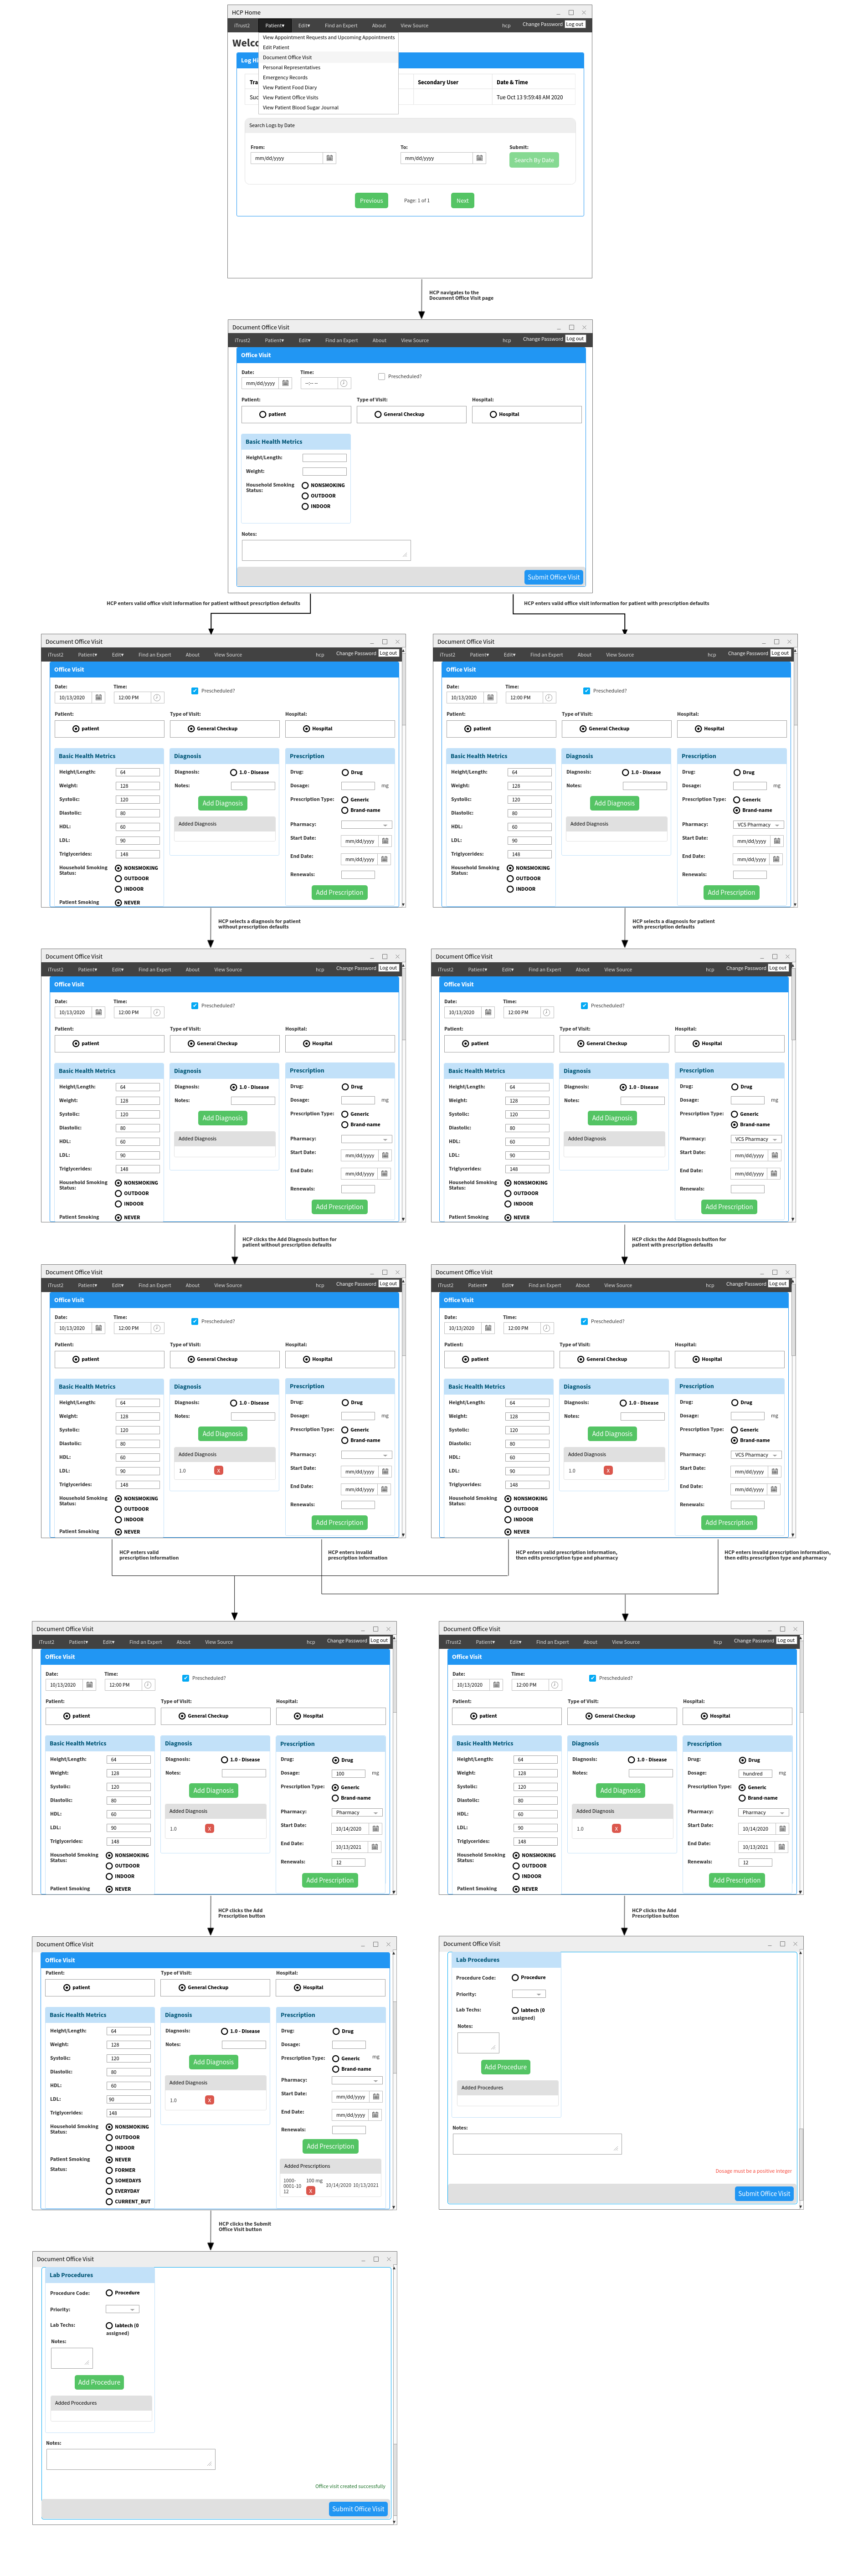 HCP Home
iTrust2 Patient▾ Edit▾ Find an Expert About View Source hcp Change Password Log out
Welco
View Appointment Requests and Upcoming Appointments
Edit Patient
Document Office Visit
Personal Representatives
Emergency Records
View Patient Food Diary
View Patient Office Visits
View Patient Blood Sugar Journal
Log Hi
Tra Secondary User Date & Time
Suc Tue Oct 13 9:59:48 AM 2020
Search Logs by Date
From: To: Submit:
mm/dd/yyyy mm/dd/yyyy Search By Date
Previous Page: 1 of 1 Next
HCP navigates to the
Document Office Visit page
Document Office Visit
iTrust2 Patient▾ Edit▾ Find an Expert About View Source hcp Change Password Log out
Office Visit
Date: Time:
mm/dd/yyyy --:-- -- Prescheduled?
Patient: Type of Visit: Hospital:
patient General Checkup Hospital
Basic Health Metrics
Height/Length:
Weight:
Household Smoking Status: NONSMOKING
OUTDOOR
INDOOR
Notes:
Submit Office Visit
HCP enters valid office visit information for patient without prescription defaults
HCP enters valid office visit information for patient with prescription defaults
Document Office Visit
iTrust2 Patient▾ Edit▾ Find an Expert About View Source hcp Change Password Log out
Office Visit
Date: Time:
10/13/2020 12:00 PM Prescheduled?
Patient: Type of Visit: Hospital:
patient General Checkup Hospital
Basic Health Metrics Diagnosis Prescription
Height/Length: 64 Diagnosis: 1.0 - Disease Drug: Drug
Weight: 128 Notes: Dosage: mg
Systolic: 120 Add Diagnosis Prescription Type: Generic
Diastolic: 80 Brand-name
HDL: 60 Added Diagnosis Pharmacy:
LDL: 90 Start Date: mm/dd/yyyy
Triglycerides: 148 End Date: mm/dd/yyyy
Household Smoking Status: NONSMOKING Renewals:
OUTDOOR
INDOOR Add Prescription
Patient Smoking NEVER
Document Office Visit
iTrust2 Patient▾ Edit▾ Find an Expert About View Source hcp Change Password Log out
Office Visit
Date: Time:
10/13/2020 12:00 PM Prescheduled?
Patient: Type of Visit: Hospital:
patient General Checkup Hospital
Basic Health Metrics Diagnosis Prescription
Height/Length: 64 Diagnosis: 1.0 - Disease Drug: Drug
Weight: 128 Notes: Dosage: mg
Systolic: 120 Add Diagnosis Prescription Type: Generic
Diastolic: 80 Brand-name
HDL: 60 Added Diagnosis Pharmacy: VCS Pharmacy
LDL: 90 Start Date: mm/dd/yyyy
Triglycerides: 148 End Date: mm/dd/yyyy
Household Smoking Status: NONSMOKING Renewals:
OUTDOOR
INDOOR Add Prescription
HCP selects a diagnosis for patient
without prescription defaults
HCP selects a diagnosis for patient
with prescription defaults
Document Office Visit
iTrust2 Patient▾ Edit▾ Find an Expert About View Source hcp Change Password Log out
Office Visit
Date: Time:
10/13/2020 12:00 PM Prescheduled?
Patient: Type of Visit: Hospital:
patient General Checkup Hospital
Basic Health Metrics Diagnosis Prescription
Height/Length: 64 Diagnosis: 1.0 - Disease Drug: Drug
Weight: 128 Notes: Dosage: mg
Systolic: 120 Add Diagnosis Prescription Type: Generic
Diastolic: 80 Brand-name
HDL: 60 Added Diagnosis Pharmacy:
LDL: 90 Start Date: mm/dd/yyyy
Triglycerides: 148 End Date: mm/dd/yyyy
Household Smoking Status: NONSMOKING Renewals:
OUTDOOR
INDOOR Add Prescription
Patient Smoking NEVER
Document Office Visit
iTrust2 Patient▾ Edit▾ Find an Expert About View Source hcp Change Password Log out
Office Visit
Date: Time:
10/13/2020 12:00 PM Prescheduled?
Patient: Type of Visit: Hospital:
patient General Checkup Hospital
Basic Health Metrics Diagnosis Prescription
Height/Length: 64 Diagnosis: 1.0 - Disease Drug: Drug
Weight: 128 Notes: Dosage: mg
Systolic: 120 Add Diagnosis Prescription Type: Generic
Diastolic: 80 Brand-name
HDL: 60 Added Diagnosis Pharmacy: VCS Pharmacy
LDL: 90 Start Date: mm/dd/yyyy
Triglycerides: 148 End Date: mm/dd/yyyy
Household Smoking Status: NONSMOKING Renewals:
OUTDOOR
INDOOR Add Prescription
Patient Smoking NEVER
HCP clicks the Add Diagnosis button for
patient without prescription defaults
HCP clicks the Add Diagnosis button for
patient with prescription defaults
Document Office Visit
iTrust2 Patient▾ Edit▾ Find an Expert About View Source hcp Change Password Log out
Office Visit
Date: Time:
10/13/2020 12:00 PM Prescheduled?
Patient: Type of Visit: Hospital:
patient General Checkup Hospital
Basic Health Metrics Diagnosis Prescription
Height/Length: 64 Diagnosis: 1.0 - Disease Drug: Drug
Weight: 128 Notes: Dosage: mg
Systolic: 120 Add Diagnosis Prescription Type: Generic
Diastolic: 80 Brand-name
HDL: 60 Added Diagnosis Pharmacy:
LDL: 90 1.0 X Start Date: mm/dd/yyyy
Triglycerides: 148 End Date: mm/dd/yyyy
Household Smoking Status: NONSMOKING Renewals:
OUTDOOR
INDOOR Add Prescription
Patient Smoking NEVER
Document Office Visit
iTrust2 Patient▾ Edit▾ Find an Expert About View Source hcp Change Password Log out
Office Visit
Date: Time:
10/13/2020 12:00 PM Prescheduled?
Patient: Type of Visit: Hospital:
patient General Checkup Hospital
Basic Health Metrics Diagnosis Prescription
Height/Length: 64 Diagnosis: 1.0 - Disease Drug: Drug
Weight: 128 Notes: Dosage: mg
Systolic: 120 Add Diagnosis Prescription Type: Generic
Diastolic: 80 Brand-name
HDL: 60 Added Diagnosis Pharmacy: VCS Pharmacy
LDL: 90 1.0 X Start Date: mm/dd/yyyy
Triglycerides: 148 End Date: mm/dd/yyyy
Household Smoking Status: NONSMOKING Renewals:
OUTDOOR
INDOOR Add Prescription
Patient Smoking NEVER
HCP enters valid
prescription information
HCP enters invalid
prescription information
HCP enters valid prescription information,
then edits prescription type and pharmacy
HCP enters invalid prescription information,
then edits prescription type and pharmacy
Document Office Visit
iTrust2 Patient▾ Edit▾ Find an Expert About View Source hcp Change Password Log out
Office Visit
Date: Time:
10/13/2020 12:00 PM Prescheduled?
Patient: Type of Visit: Hospital:
patient General Checkup Hospital
Basic Health Metrics Diagnosis Prescription
Height/Length: 64 Diagnosis: 1.0 - Disease Drug: Drug
Weight: 128 Notes: Dosage: 100 mg
Systolic: 120 Add Diagnosis Prescription Type: Generic
Diastolic: 80 Brand-name
HDL: 60 Added Diagnosis Pharmacy: Pharmacy
LDL: 90 1.0 X Start Date: 10/14/2020
Triglycerides: 148 End Date: 10/13/2021
Household Smoking Status: NONSMOKING Renewals: 12
OUTDOOR
INDOOR Add Prescription
Patient Smoking NEVER
Document Office Visit
iTrust2 Patient▾ Edit▾ Find an Expert About View Source hcp Change Password Log out
Office Visit
Date: Time:
10/13/2020 12:00 PM Prescheduled?
Patient: Type of Visit: Hospital:
patient General Checkup Hospital
Basic Health Metrics Diagnosis Prescription
Height/Length: 64 Diagnosis: 1.0 - Disease Drug: Drug
Weight: 128 Notes: Dosage: hundred mg
Systolic: 120 Add Diagnosis Prescription Type: Generic
Diastolic: 80 Brand-name
HDL: 60 Added Diagnosis Pharmacy: Pharmacy
LDL: 90 1.0 X Start Date: 10/14/2020
Triglycerides: 148 End Date: 10/13/2021
Household Smoking Status: NONSMOKING Renewals: 12
OUTDOOR
INDOOR Add Prescription
Patient Smoking NEVER
HCP clicks the Add
Prescription button
HCP clicks the Add
Prescription button
Document Office Visit
Office Visit
Patient: Type of Visit: Hospital:
patient General Checkup Hospital
Basic Health Metrics Diagnosis Prescription
Height/Length: 64 Diagnosis: 1.0 - Disease Drug: Drug
Weight: 128 Notes: Dosage:
Systolic: 120 Add Diagnosis Prescription Type: Generic mg
Diastolic: 80 Brand-name
HDL: 60 Added Diagnosis Pharmacy:
LDL: 90 1.0 X Start Date: mm/dd/yyyy
Triglycerides: 148 End Date: mm/dd/yyyy
Household Smoking Status: NONSMOKING Renewals:
OUTDOOR
INDOOR Add Prescription
Patient Smoking NEVER
Status: FORMER Added Prescriptions
SOMEDAYS 1000-0001-10 100 mg 10/14/2020 10/13/2021
EVERYDAY 12 X
CURRENT_BUT
Document Office Visit
Lab Procedures
Procedure Code: Procedure
Priority:
Lab Techs: labtech (0
assigned)
Notes:
Add Procedure
Added Procedures
Notes:
Dosage must be a positive integer
Submit Office Visit
HCP clicks the Submit
Office Visit button
Document Office Visit
Lab Procedures
Procedure Code: Procedure
Priority:
Lab Techs: labtech (0
assigned)
Notes:
Add Procedure
Added Procedures
Notes:
Office visit created successfully
Submit Office Visit